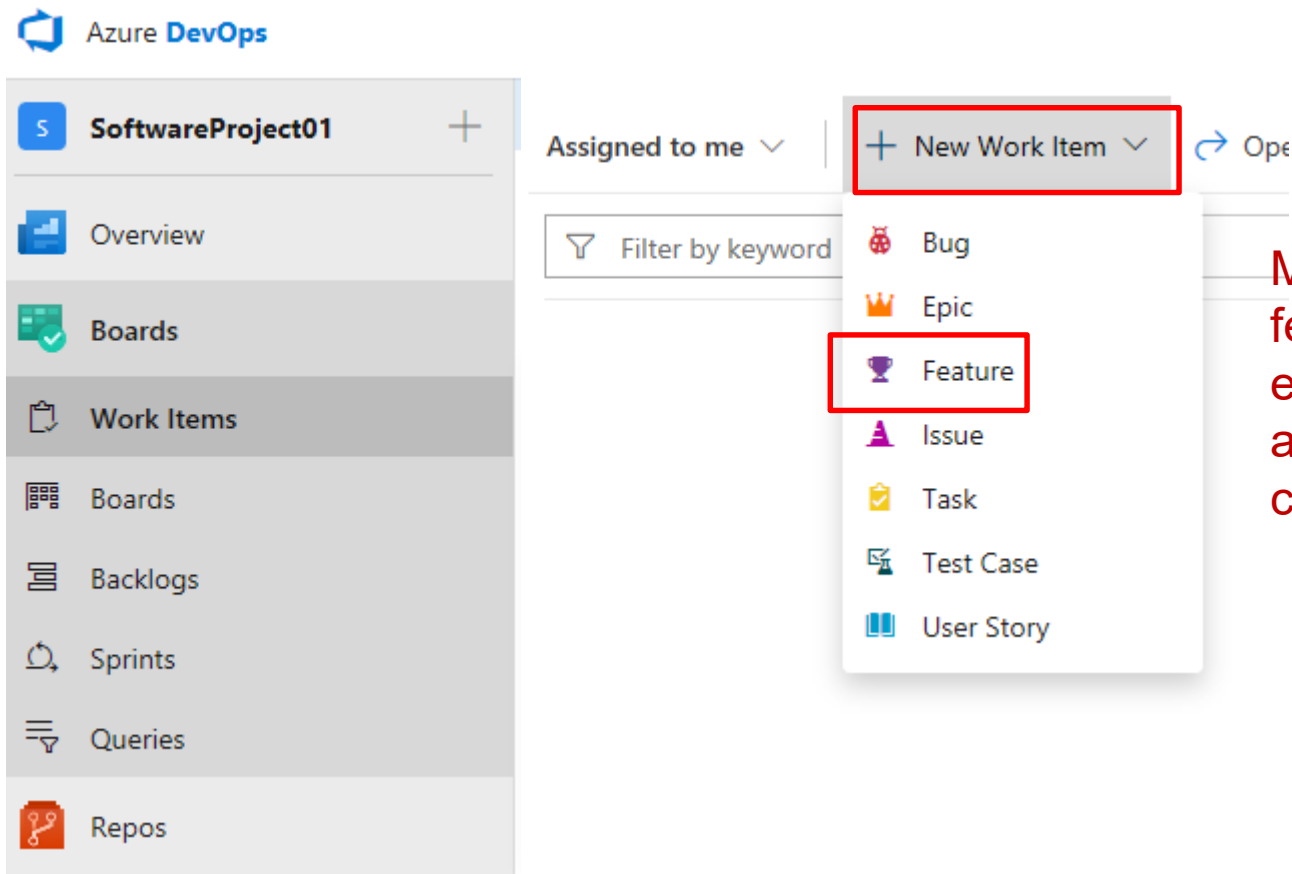 Azure DevOps
S SoftwareProject01
Assigned to me
New Work Item
Overview
Filter by keyword
Boards
Work Items
Boards
Backlogs
Sprints
Queries
Repos
Bug
Epic
Feature
Issue
Task
Test Case
User Story